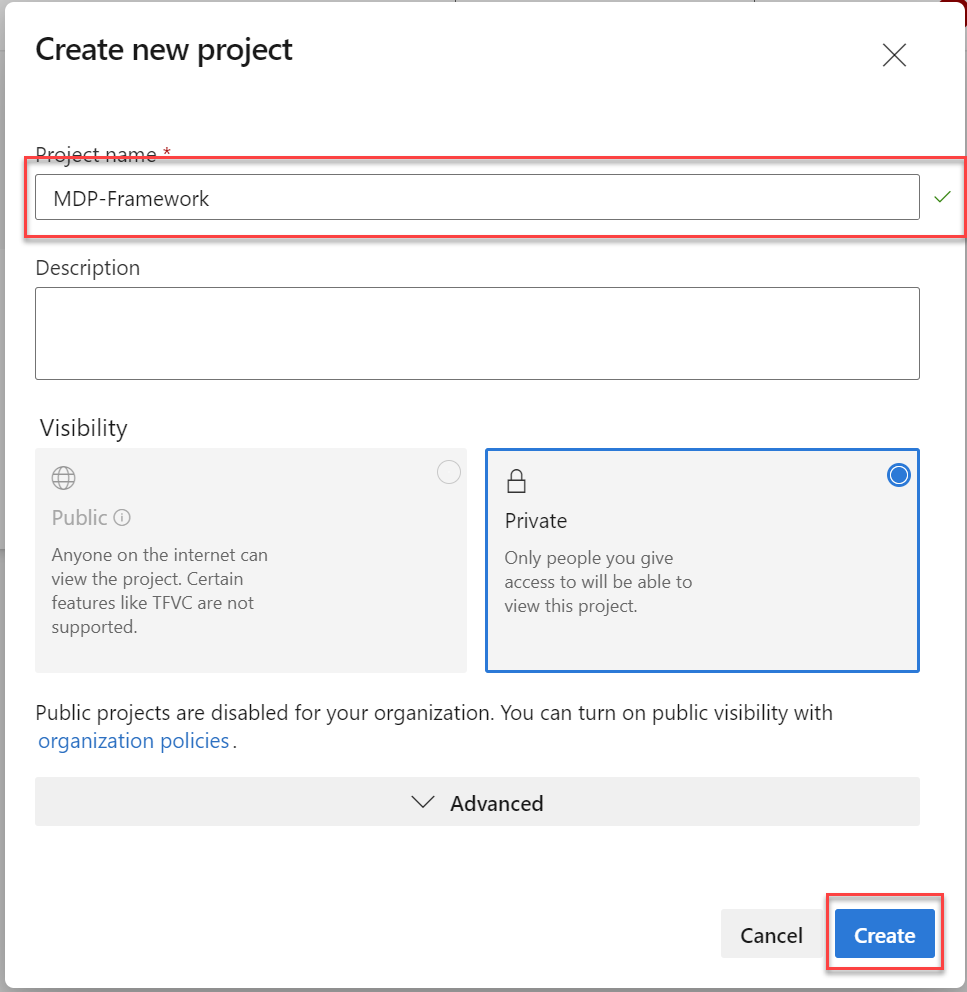 Create new project
Project name *
MDP-Framework
Description
Visibility
Public
Anyone on the internet can
view the project. Certain
features like TFVC are not
supported.
Private
Only people you give
access to will be able to
view this project.
Public projects are disabled for your organization. You can turn on public visibility with
organization policies.
Advanced
Cancel
Create